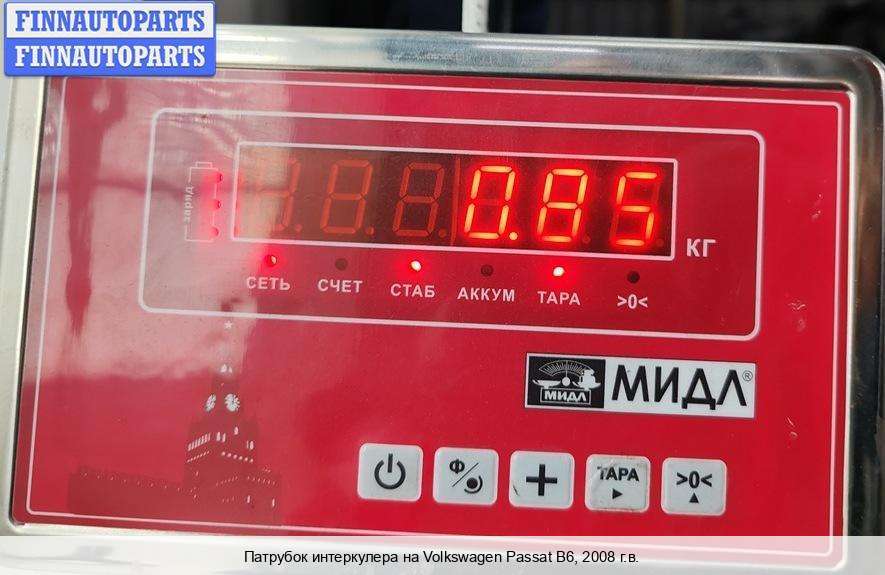 FINNAUTOPARTS
FINNAUTOPARTS
заряд
0.85
КГ
СЕТЬ СЧЕТ СТАБ АККУМ ТАРА >0<
МИДЛ МИДЛ®
Ф ТАРА >0<
Патрубок интеркулера на Volkswagen Passat B6, 2008 г.в.